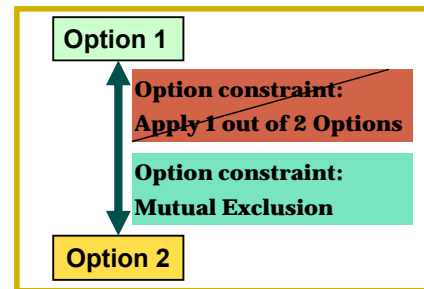 Option 1
Option constraint:
Apply 1 out of 2 Options
Option constraint:
Mutual Exclusion
Option 2